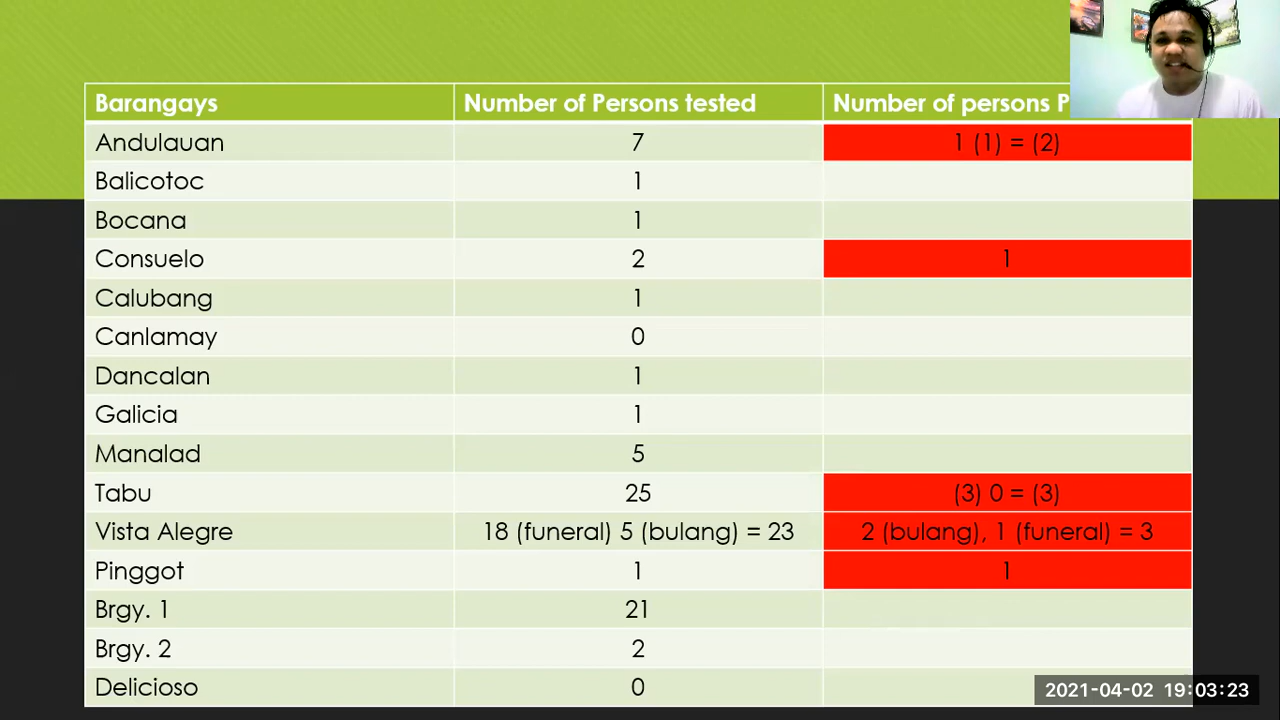 Barangays Number of Persons tested Number of persons P
Andulauan 7 1 (1) = (2)
Balicotoc 1
Bocana 1
Consuelo 2 1
Calubang 1
Canlamay 0
Dancalan 1
Galicia 1
Manalad 5
Tabu 25 (3) 0 = (3)
Vista Alegre 18 (funeral) 5 (bulang) = 23 2 (bulang), 1 (funeral) = 3
Pinggot 1 1
Brgy. 1 21
Brgy. 2 2
Delicioso 0
2021-04-02 19:03:23